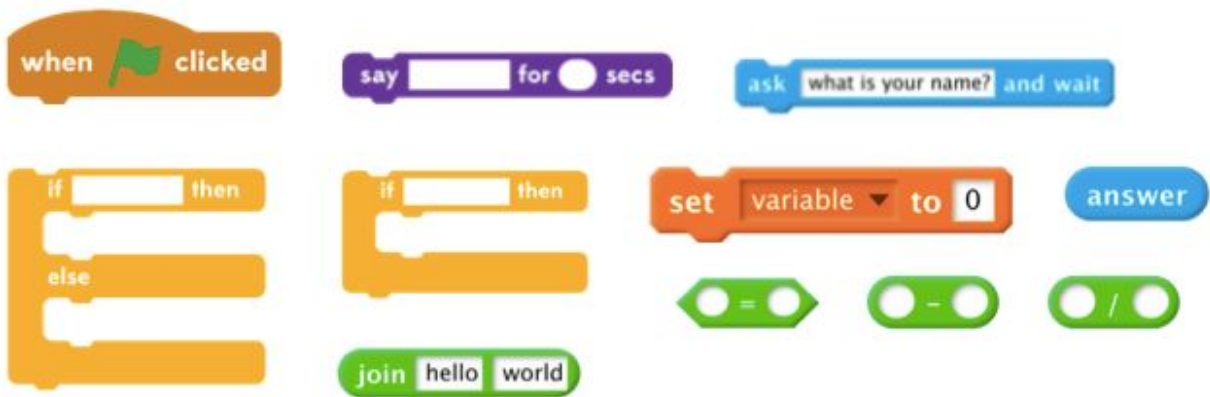 when clicked
say for secs
ask what is your name? and wait
if then
else
if then
set variable to 0
answer
=
-
/
join hello world